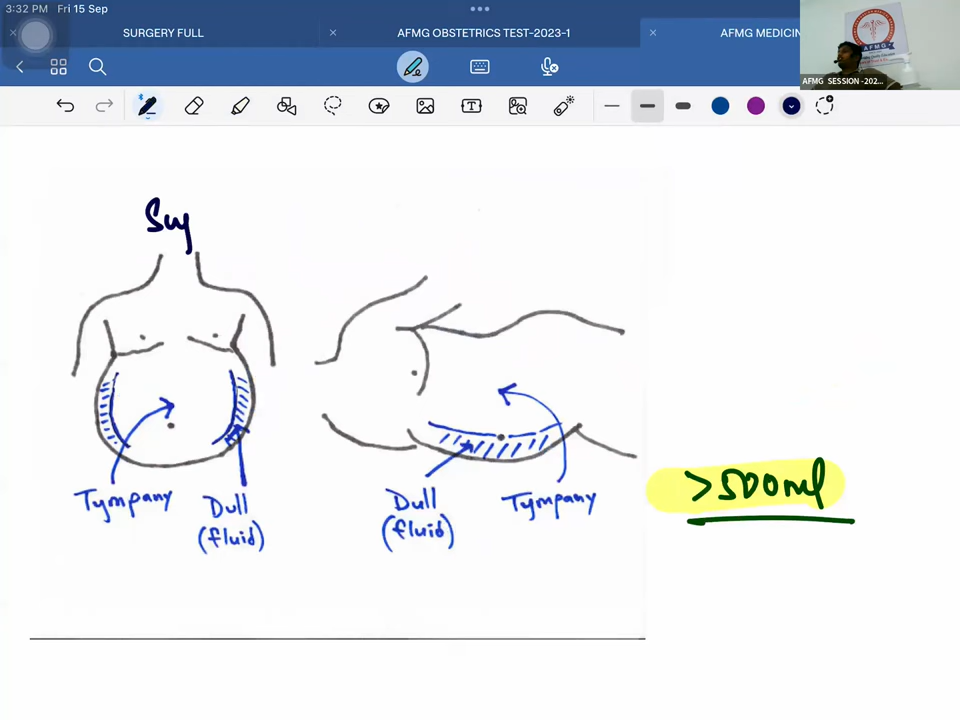 3:32 PM Fri 15 Sep
SURGERY FULL
AFMG OBSTETRICS TEST-2023-1
AFMG MEDICIN
AFMG
AFMG SESSION -202...
Tympany
Dull
(fluid)
Dull
(fluid)
Tympany
>500ml